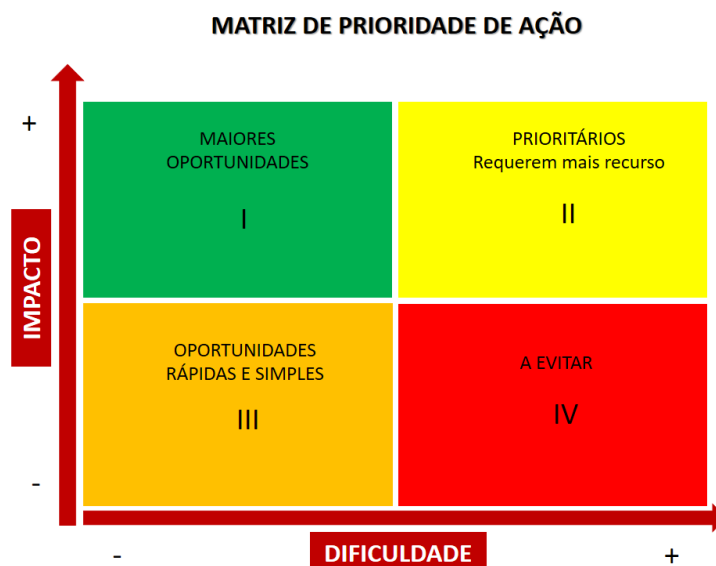 MATRIZ DE PRIORIDADE DE AÇÃO
+
MAIORES
OPORTUNIDADES
I
PRIORITÁRIOS
Requerem mais recurso
II
IMPACTO
OPORTUNIDADES
RÁPIDAS E SIMPLES
III
A EVITAR
IV
-
-
DIFICULDADE
+